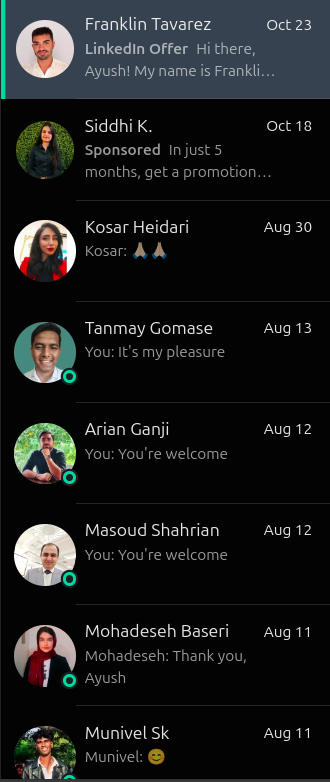 Franklin Tavarez Oct 23
LinkedIn Offer Hi there,
Ayush! My name is Frankli…
Siddhi K. Oct 18
Sponsored In just 5
months, get a promotion…
Kosar Heidari Aug 30
Kosar: 🙏🏽🙏🏽
Tanmay Gomase Aug 13
You: It's my pleasure
Arian Ganji Aug 12
You: You're welcome
Masoud Shahrian Aug 12
You: You're welcome
Mohadeseh Baseri Aug 11
Mohadeseh: Thank you,
Ayush
Munivel Sk Aug 11
Munivel: 😊